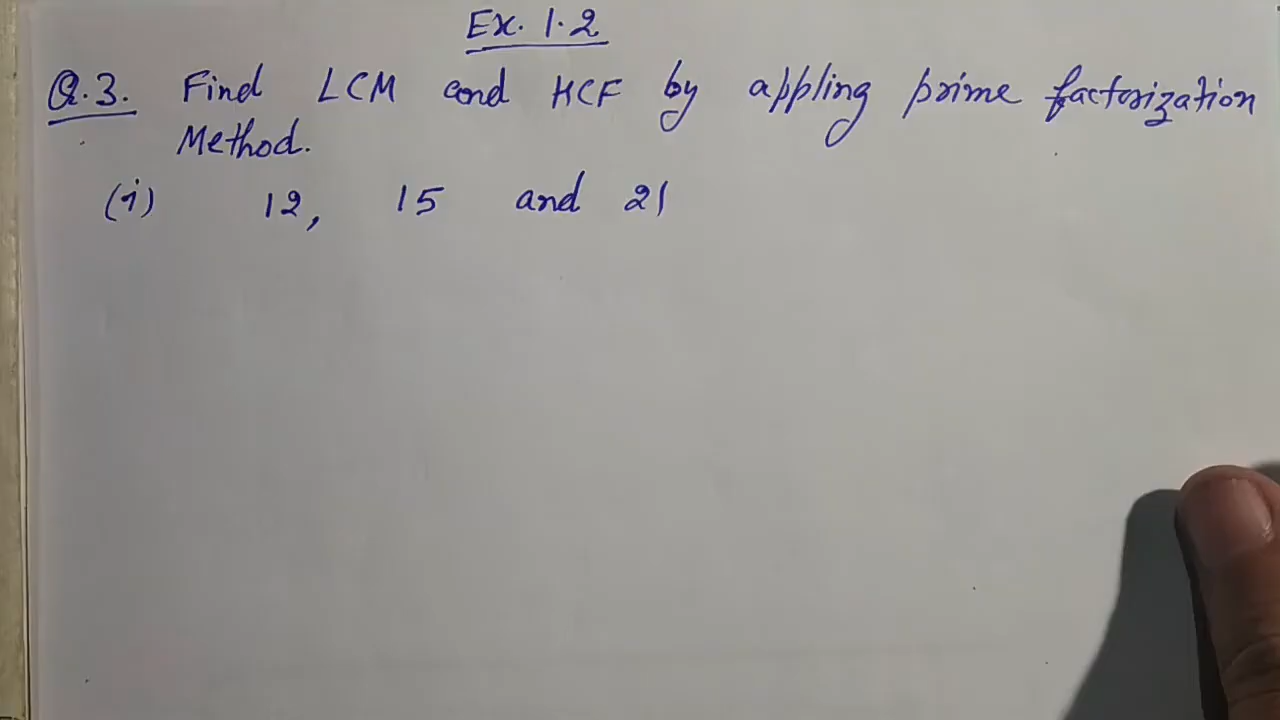 Ex. 1.2
Q.3. Find LCM and HCF by appling prime factorization
Method.
(i) 12, 15 and 21